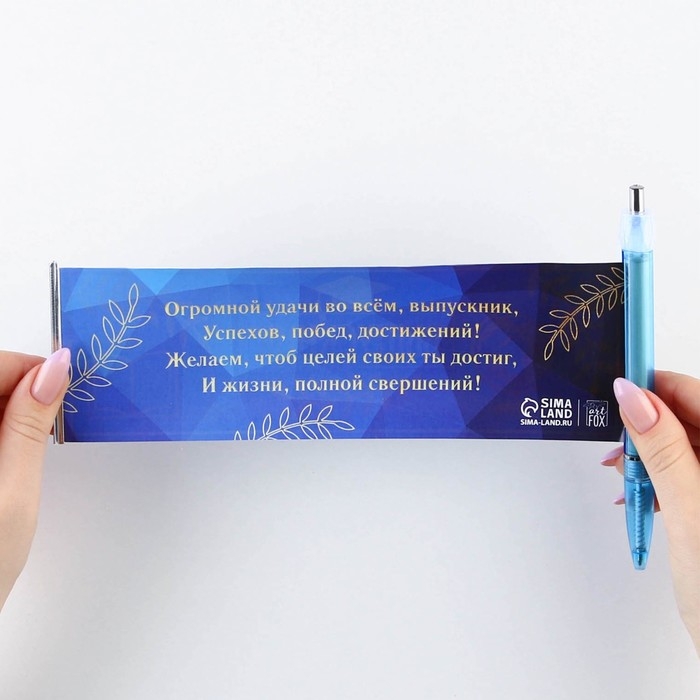 Огромной удачи во всём, выпускник,
Успехов, побед, достижений!
Желаем, чтоб целей своих ты достиг,
И жизни, полной свершений!
SIMA
LAND
SIMA-LAND.RU
art
FOX